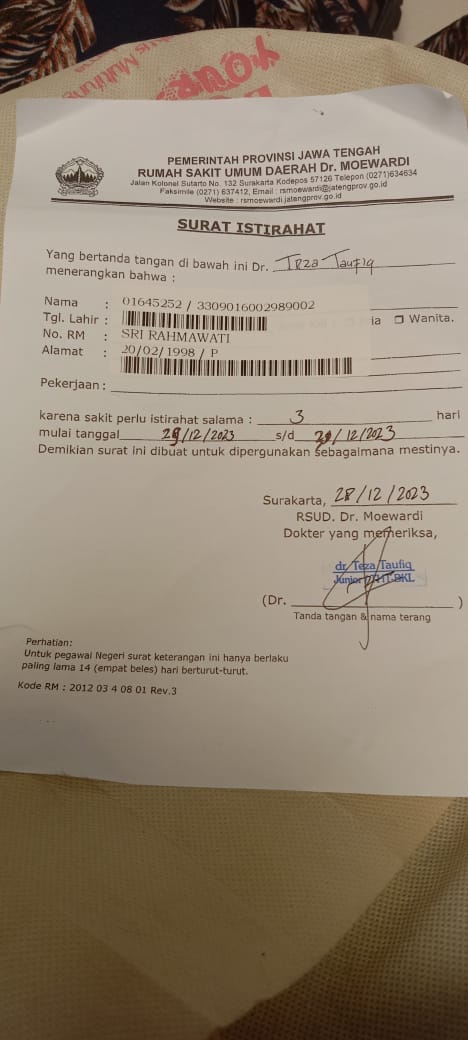 YOUR
PEMERINTAH PROVINSI JAWA TENGAH
RUMAH SAKIT UMUM DAERAH Dr. MOEWARDI
Jalan Kolonel Sutarto No. 132 Surakarta Kodepos 57126 Telepon (0271)634634
Faksimile (0271) 637412, Email : rsmoewardi@jatengprov.go.id
Website : rsmoewardi.jatengprov.go.id
SURAT ISTIRAHAT
Yang bertanda tangan di bawah ini Dr. Teza Taufiq
menerangkan bahwa :
Nama : 01645252 / 3309016002989002
Tgl. Lahir : ia Wanita.
No. RM : SRI RAHMAWATI
Alamat : 20/02/1998 / P
Pekerjaan :
karena sakit perlu istirahat salama : 3 hari
mulai tanggal 29/12/2023 s/d /12/2023
Demikian surat ini dibuat untuk dipergunakan sebagaimana mestinya.
Surakarta, 28/12/2023
RSUD. Dr. Moewardi
Dokter yang memeriksa,
dr. Teza Taufiq
Junior
(Dr. )
Tanda tangan & nama terang
Perhatian:
Untuk pegawai Negeri surat keterangan ini hanya berlaku
paling lama 14 (empat beles) hari berturut-turut.
Kode RM : 2012 03 4 08 01 Rev.3